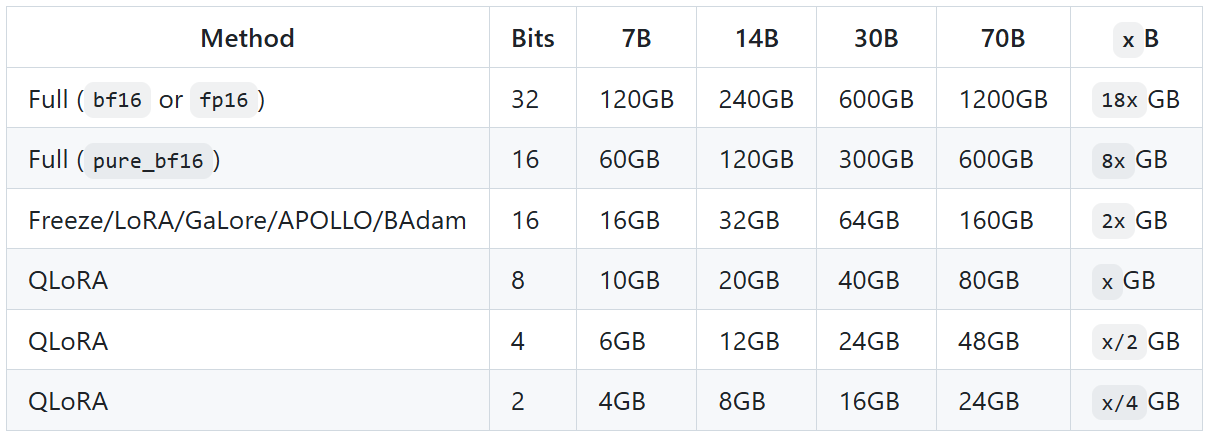 Method Bits 7B 14B 30B 70B x B
Full ( bf16 or fp16 ) 32 120GB 240GB 600GB 1200GB 18x GB
Full ( pure_bf16 ) 16 60GB 120GB 300GB 600GB 8x GB
Freeze/LoRA/GaLore/APOLLO/BAdam 16 16GB 32GB 64GB 160GB 2x GB
QLoRA 8 10GB 20GB 40GB 80GB x GB
QLoRA 4 6GB 12GB 24GB 48GB x/2 GB
QLoRA 2 4GB 8GB 16GB 24GB x/4 GB